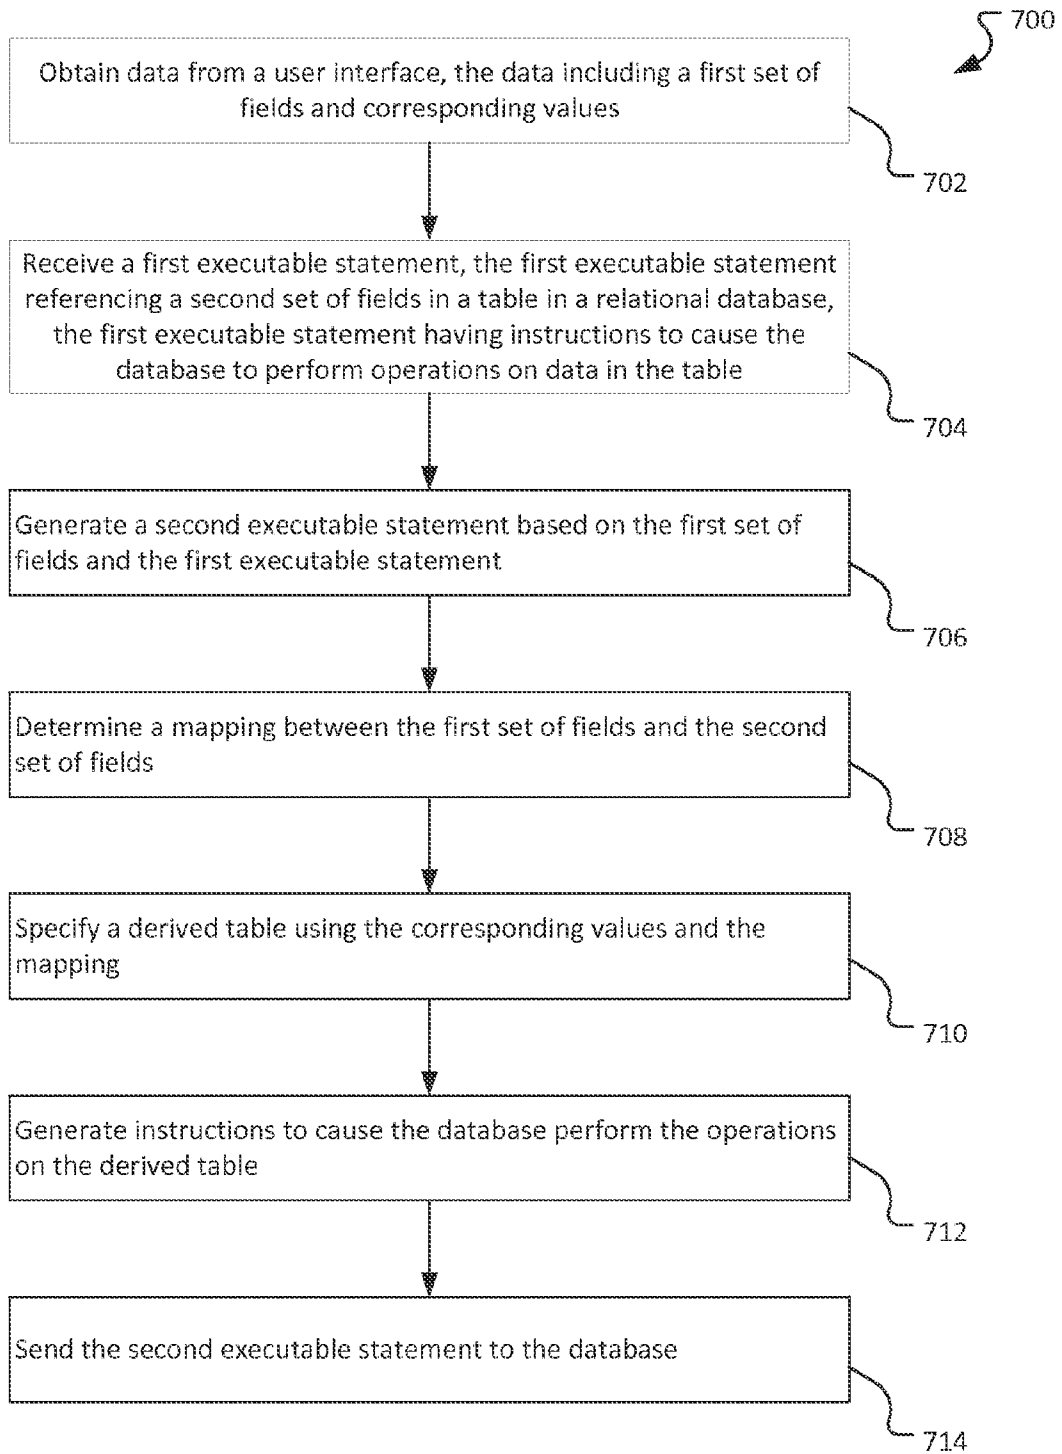 700
Obtain data from a user interface, the data including a first set of
fields and corresponding values
702
Receive a first executable statement, the first executable statement
referencing a second set of fields in a table in a relational database,
the first executable statement having instructions to cause the
database to perform operations on data in the table
704
Generate a second executable statement based on the first set of
fields and the first executable statement
706
Determine a mapping between the first set of fields and the second
set of fields
708
Specify a derived table using the corresponding values and the
mapping
710
Generate instructions to cause the database perform the operations
on the derived table
712
Send the second executable statement to the database
714